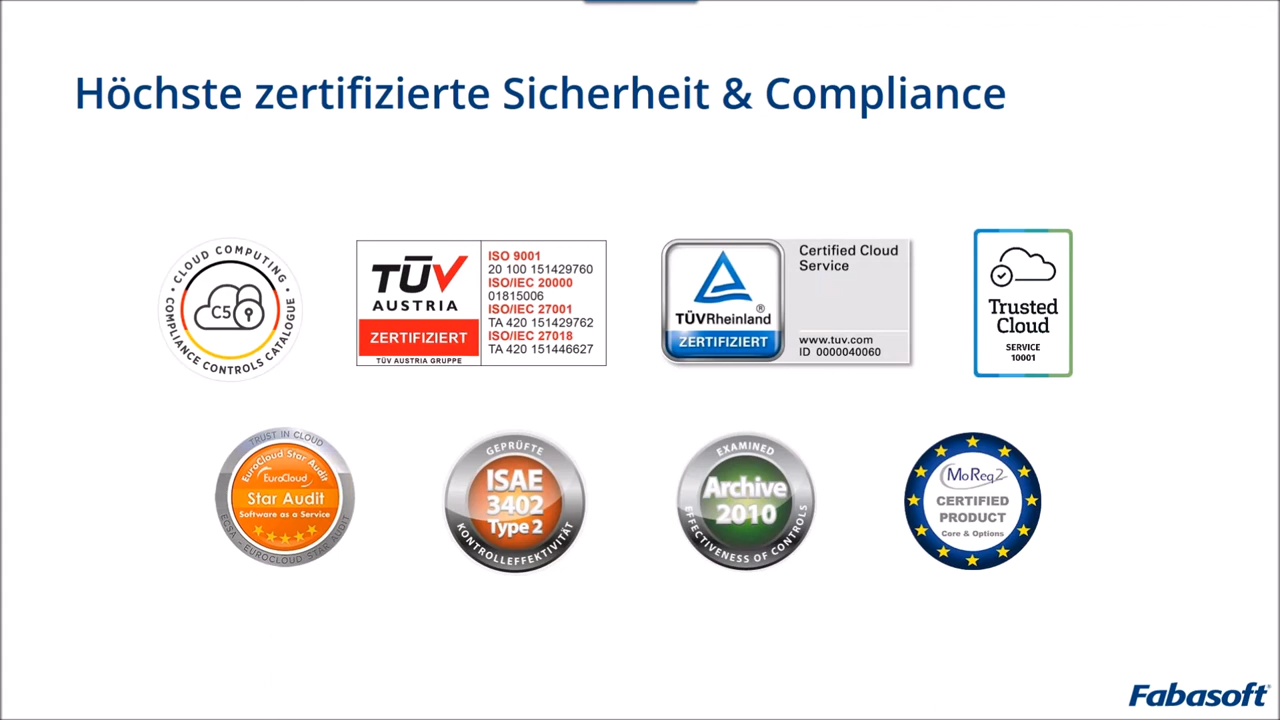 Höchste zertifizierte Sicherheit & Compliance
• CLOUD COMPUTING •
COMPLIANCE CONTROLS CATALOGUE
C5
TÜV
AUSTRIA
ZERTIFIZIERT
TÜV AUSTRIA GRUPPE
ISO 9001
20 100 151429760
ISO/IEC 20000
01815006
ISO/IEC 27001
TA 420 151429762
ISO/IEC 27018
TA 420 151446627
TÜVRheinland®
ZERTIFIZIERT
Certified Cloud
Service
www.tuv.com
ID 0000040060
Trusted
Cloud
SERVICE
10001
TRUST IN CLOUD
EuroCloud Star Audit
EuroCloud
Star Audit
Software as a Service
ECSA - EUROCLOUD STAR AUDIT
GEPRÜFTE
ISAE
3402
Type 2
KONTROLLEFFEKTIVITÄT
EXAMINED
Archive
2010
EFFECTIVENESS OF CONTROLS
MoReq2
CERTIFIED
PRODUCT
Core & Options
Fabasoft®